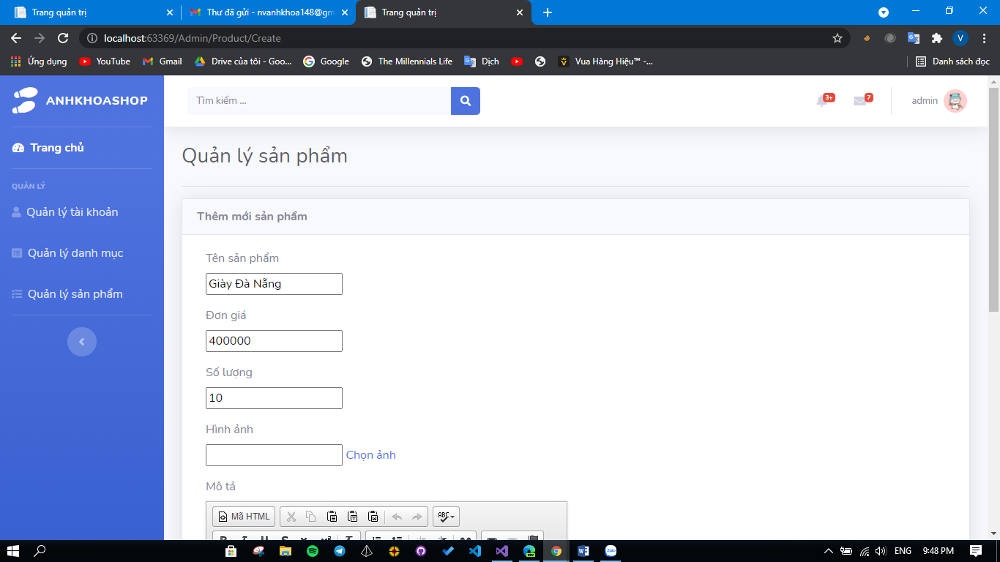 Trang quản trị
Thư đã gửi - nvanhkhoa148@gm
Trang quản trị
localhost:63369/Admin/Product/Create
V
Ứng dụng YouTube Gmail Drive của tôi - Goo... Google The Millennials Life Dịch Vua Hàng Hiệu™ -... Danh sách đọc
ANHKHOASHOP
Tìm kiếm ...
3+
7
admin
Trang chủ
QUẢN LÝ
Quản lý tài khoản
Quản lý danh mục
Quản lý sản phẩm
Quản lý sản phẩm
Thêm mới sản phẩm
Tên sản phẩm
Giày Đà Nẵng
Đơn giá
400000
Số lượng
10
Hình ảnh
Chọn ảnh
Mô tả
Mã HTML
ABC
ENG 9:48 PM